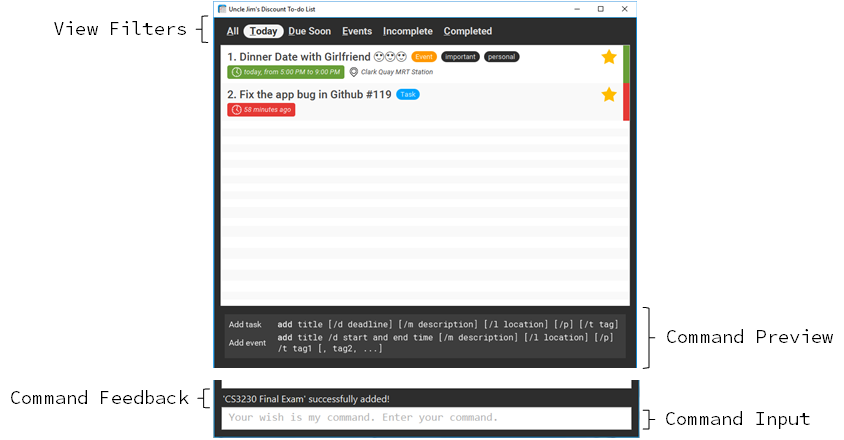 Uncle Jim's Discount To-do List
View Filters
All Today Due Soon Events Incomplete Completed
1. Dinner Date with Girlfriend Event important personal
today, from 5:00 PM to 9:00 PM Clark Quay MRT Station
2. Fix the app bug in Github #119 Task
58 minutes ago
Add task add title [/d deadline] [/m description] [/l location] [/p] [/t tag]
Add event add title /d start and end time [/m description] [/l location] [/p]
/t tag1 [, tag2, ...]
Command Preview
Command Feedback
'CS3230 Final Exam' successfully added!
Your wish is my command. Enter your command.
Command Input